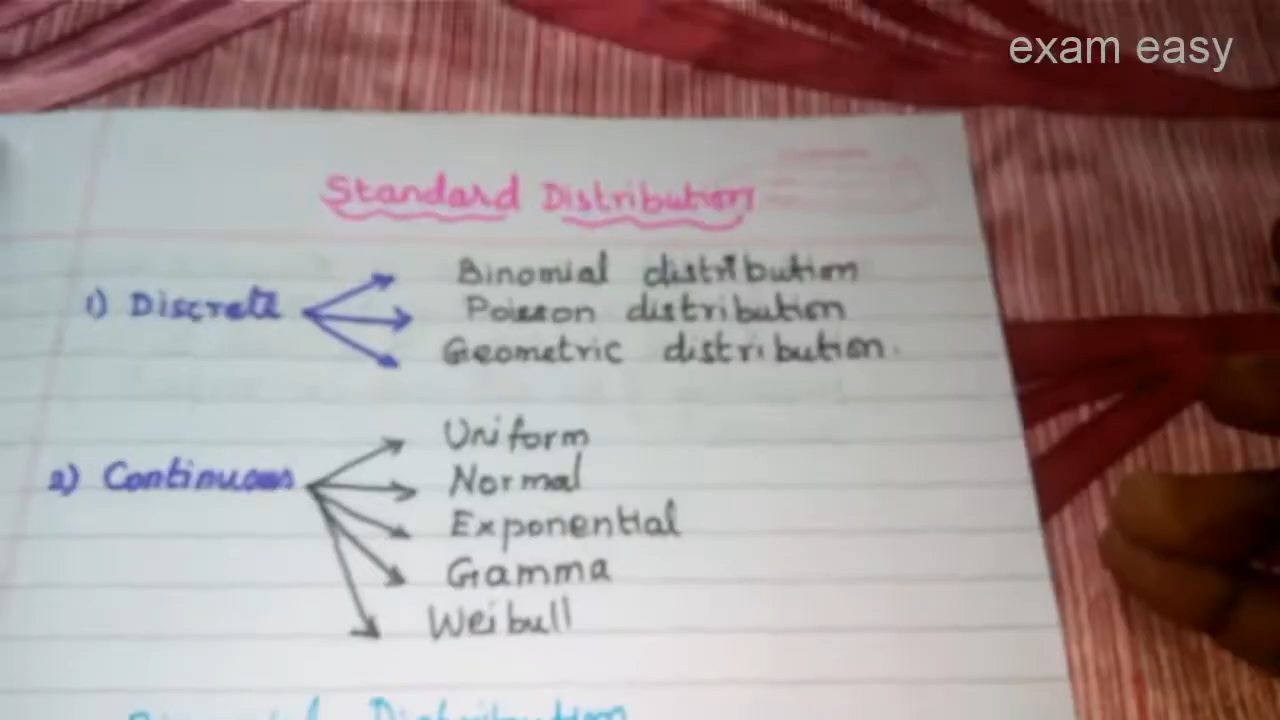 exam easy
Standard Distribution
1) Discrete
Binomial distribution
Poisson distribution
Geometric distribution.
2) Continuous
Uniform
Normal
Exponential
Gamma
Weibull
Distribution